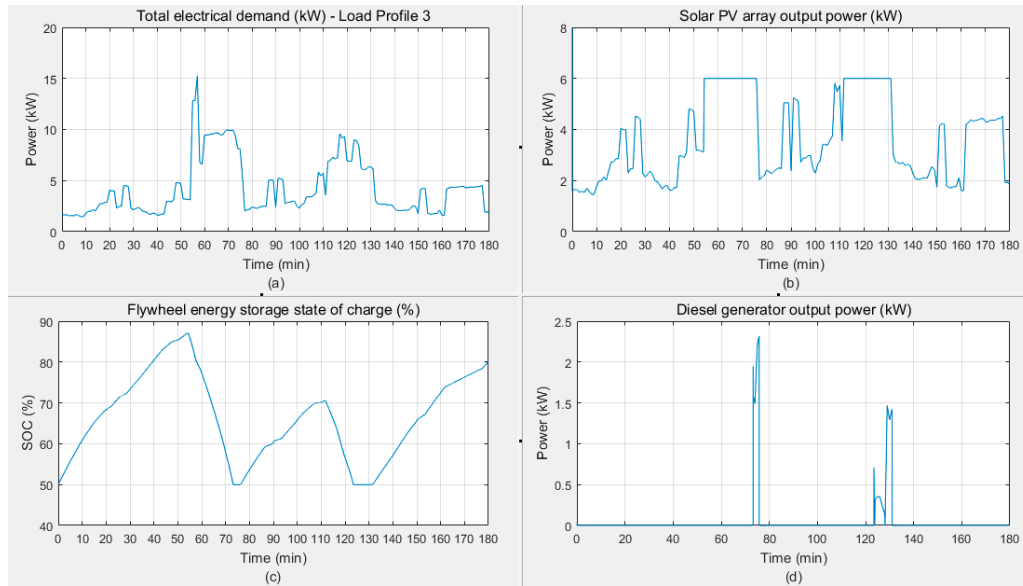 Total electrical demand (kW) - Load Profile 3
20
15
10
5
0
Power (kW)
0 10 20 30 40 50 60 70 80 90 100 110 120 130 140 150 160 170 180
Time (min)
(a)
Solar PV array output power (kW)
8
6
4
2
0
Power (kW)
0 10 20 30 40 50 60 70 80 90 100 110 120 130 140 150 160 170 180
Time (min)
(b)
Flywheel energy storage state of charge (%)
90
80
70
60
50
40
SOC (%)
0 10 20 30 40 50 60 70 80 90 100 110 120 130 140 150 160 170 180
Time (min)
(c)
Diesel generator output power (kW)
2.5
2
1.5
1
0.5
0
Power (kW)
0 20 40 60 80 100 120 140 160 180
Time (min)
(d)